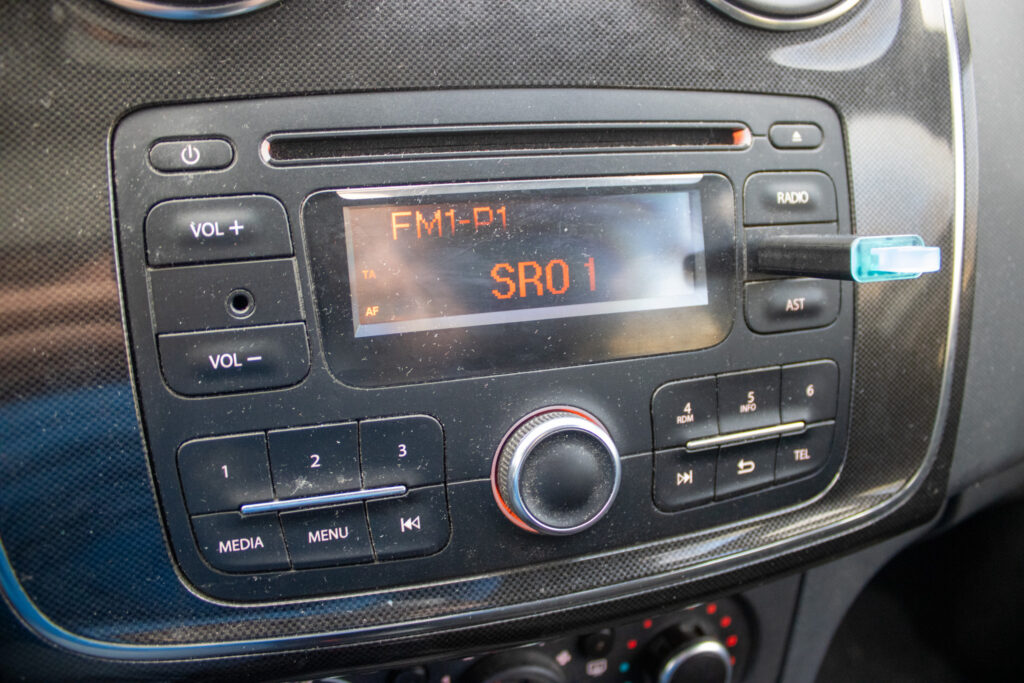 RADIO
VOL +
FM1-P1
TA
SR0 1
AF
AST
VOL −
1
2
3
4
RDM
5
INFO
6
MEDIA
MENU
TEL